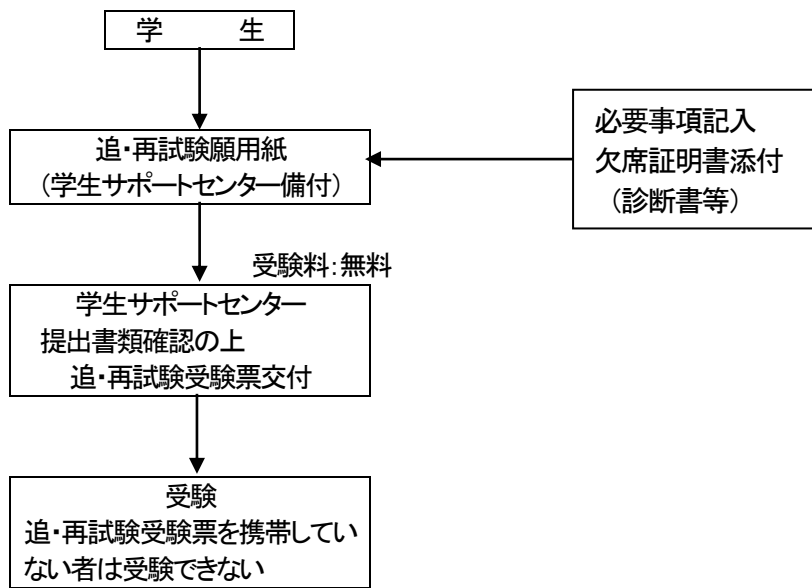 学　　　生
追・再試験願用紙
（学生サポートセンター備付）
必要事項記入
欠席証明書添付
（診断書等）
受験料：無料
学生サポートセンター
提出書類確認の上
追・再試験受験票交付
受験
追・再試験受験票を携帯してい
ない者は受験できない